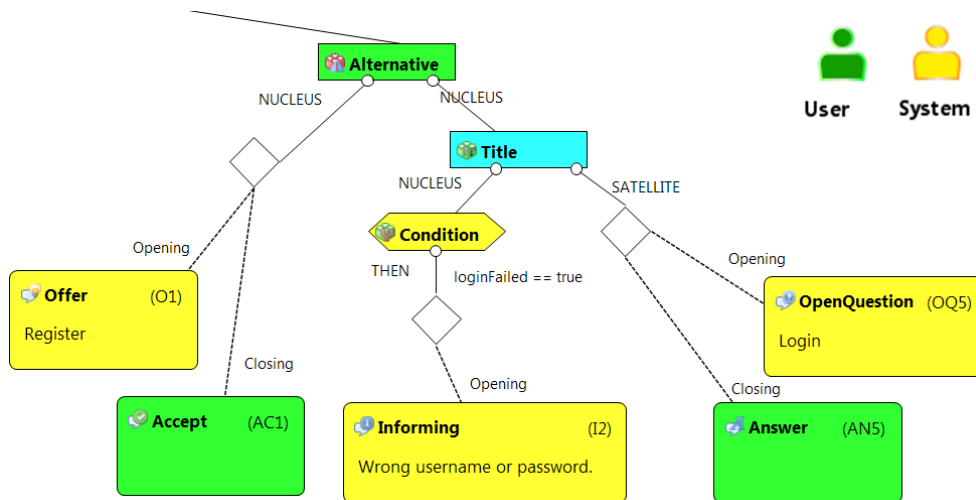 Alternative
NUCLEUS
NUCLEUS
User
System
Title
NUCLEUS
SATELLITE
Condition
Opening
THEN
loginFailed == true
Opening
Offer (O1)
Register
OpenQuestion (OQ5)
Login
Closing
Opening
Closing
Accept (AC1)
Informing (I2)
Wrong username or password.
Answer (AN5)